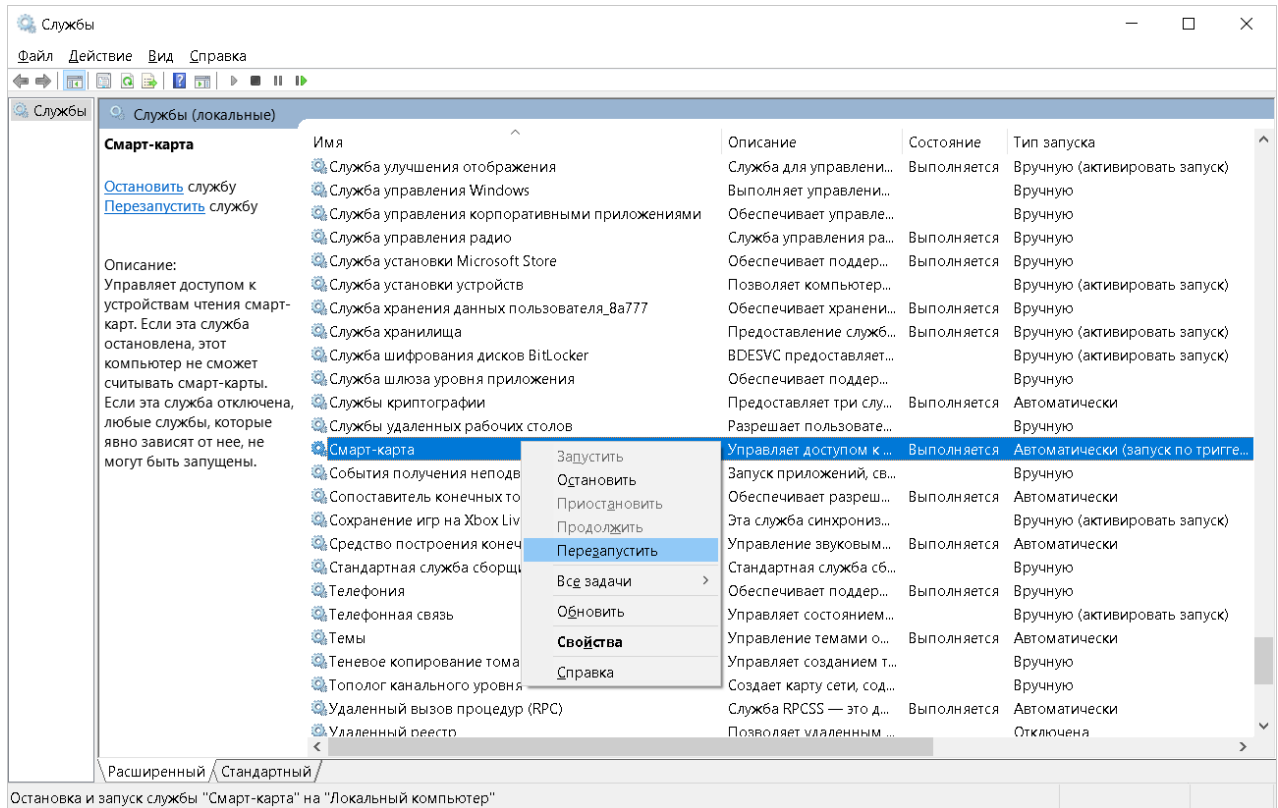 Службы
Файл Действие Вид Справка
Службы
Службы (локальные)
Смарт-карта
Остановить службу
Перезапустить службу
Описание:
Управляет доступом к
устройствам чтения смарт-
карт. Если эта служба
остановлена, этот
компьютер не сможет
считывать смарт-карты.
Если эта служба отключена,
любые службы, которые
явно зависят от нее, не
могут быть запущены.
Имя Описание Состояние Тип запуска
Служба улучшения отображения Служба для управлени... Выполняется Вручную (активировать запуск)
Служба управления Windows Выполняет управлени... Вручную
Служба управления корпоративными приложениями Обеспечивает управле... Вручную
Служба управления радио Служба управления ра... Выполняется Вручную
Служба установки Microsoft Store Обеспечивает поддер... Выполняется Вручную
Служба установки устройств Позволяет компьютер... Вручную (активировать запуск)
Служба хранения данных пользователя_8a777 Обеспечивает хранени... Выполняется Вручную
Служба хранилища Предоставление служб... Выполняется Вручную (активировать запуск)
Служба шифрования дисков BitLocker BDESVC предоставляет... Вручную (активировать запуск)
Служба шлюза уровня приложения Обеспечивает поддер... Вручную
Службы криптографии Предоставляет три слу... Выполняется Автоматически
Службы удаленных рабочих столов Разрешает пользовате... Вручную
Смарт-карта Управляет доступом к ... Выполняется Автоматически (запуск по тригге...
События получения неподв Запуск приложений, св... Вручную
Сопоставитель конечных то Обеспечивает разреш... Выполняется Автоматически
Сохранение игр на Xbox Liv Эта служба синхрониз... Вручную (активировать запуск)
Средство построения конеч Управление звуковым... Выполняется Автоматически
Стандартная служба сборщи Стандартная служба сб... Вручную
Телефония Обеспечивает поддер... Выполняется Вручную
Телефонная связь Управляет состоянием... Вручную (активировать запуск)
Темы Управление темами о... Выполняется Автоматически
Теневое копирование тома Управляет созданием т... Вручную
Тополог канального уровня Создает карту сети, сод... Вручную
Удаленный вызов процедур (RPC) Служба RPCSS — это д... Выполняется Автоматически
Удаленный реестр Позволяет удаленным ... Отключена
Запустить
Остановить
Приостановить
Продолжить
Перезапустить
Все задачи
Обновить
Свойства
Справка
Расширенный Стандартный
Остановка и запуск службы "Смарт-карта" на "Локальный компьютер"